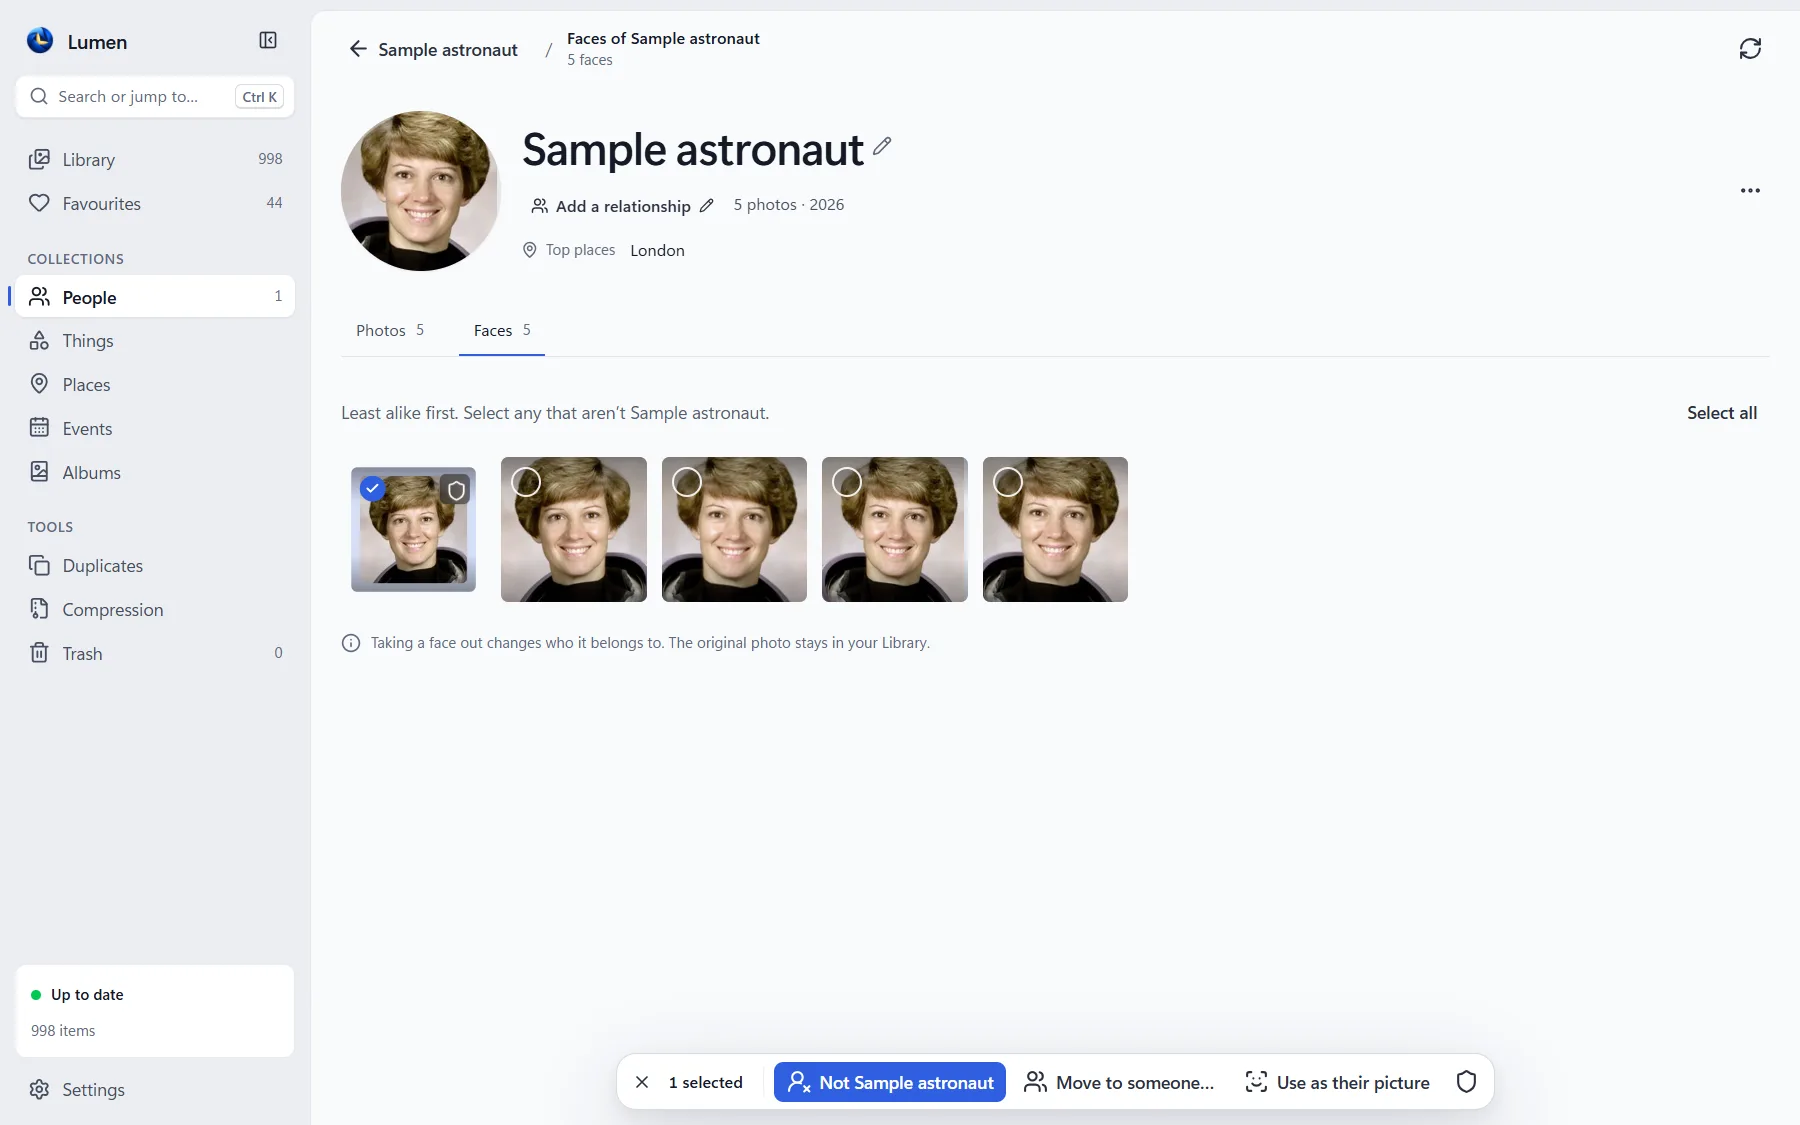 Lumen
Search or jump to...
Ctrl K
Library 998
Favourites 44
COLLECTIONS
People 1
Things
Places
Events
Albums
TOOLS
Duplicates
Compression
Trash 0
Up to date
998 items
Settings
Sample astronaut / Faces of Sample astronaut
5 faces
Sample astronaut
Add a relationship 5 photos · 2026
Top places London
Photos 5 Faces 5
Least alike first. Select any that aren’t Sample astronaut. Select all
Taking a face out changes who it belongs to. The original photo stays in your Library.
1 selected Not Sample astronaut Move to someone... Use as their picture